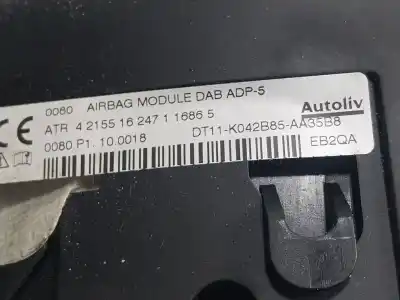 0080 AIRBAG MODULE DAB ADP-5
Autoliv
CE ATR 4 2155 16 247 1 1686 5
DT11-K042B85-AA35B8
0080 P1. 10.0018
EB2QA